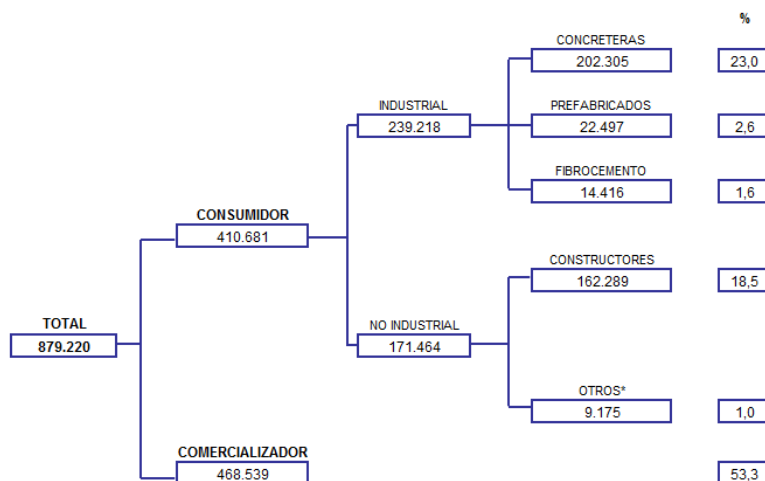 %
CONCRETERAS
202.305 23,0
INDUSTRIAL PREFABRICADOS
239.218 22.497 2,6
FIBROCEMENTO
14.416 1,6
CONSUMIDOR
410.681
CONSTRUCTORES
162.289 18,5
TOTAL NO INDUSTRIAL
879.220 171.464
OTROS*
9.175 1,0
COMERCIALIZADOR
468.539 53,3